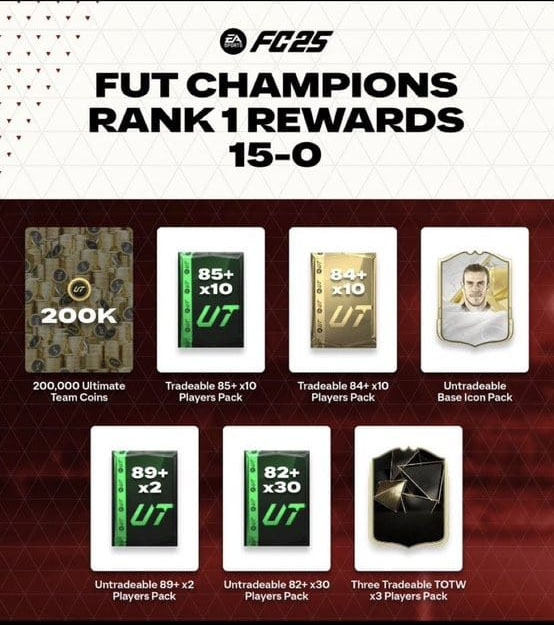 EA SPORTS FC25
FUT CHAMPIONS
RANK 1 REWARDS
15-0
UT
200K
200,000 Ultimate
Team Coins
85+
x10
UT
Tradeable 85+ x10
Players Pack
84+
x10
UT
Tradeable 84+ x10
Players Pack
Untradeable
Base Icon Pack
89+
x2
UT
Untradeable 89+ x2
Players Pack
82+
x30
UT
Untradeable 82+ x30
Players Pack
Three Tradeable TOTW
x3 Players Pack